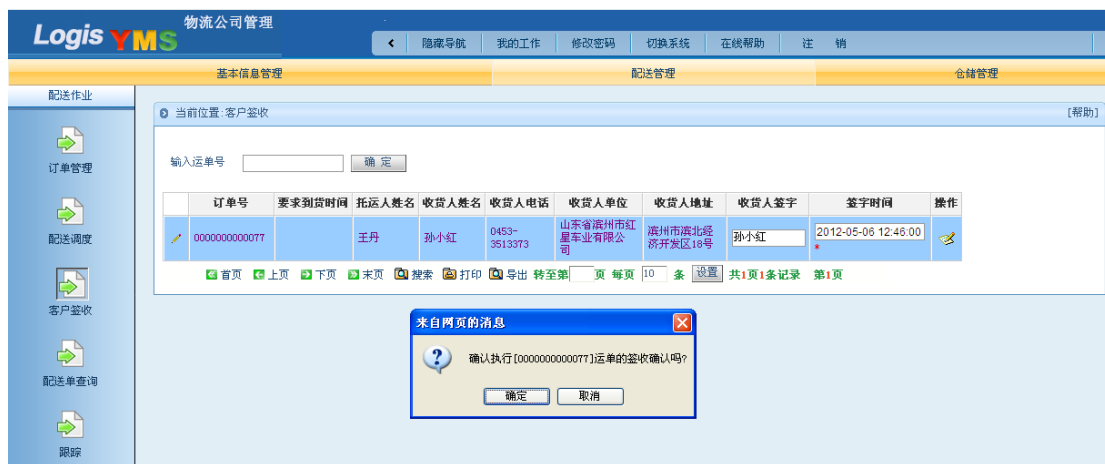 物流公司管理
Logis YMS
隐藏导航 我的工作 修改密码 切换系统 在线帮助 注 销
基本信息管理 配送管理 仓储管理
配送作业
当前位置:客户签收 [帮助]
订单管理
配送调度
客户签收
配送单查询
跟踪
输入运单号 确 定
订单号 要求到货时间 托运人姓名 收货人姓名 收货人电话 收货人单位 收货人地址 收货人签字 签字时间 操作
0000000000077 王丹 孙小红 0453-3513373 山东省滨州市红星车业有限公司 滨州市滨北经济开发区18号 孙小红 2012-05-06 12:46:00 *
首页 上页 下页 末页 搜索 打印 导出 转至第 页 每页 10 条 设置 共1页1条记录 第1页
来自网页的消息
确认执行[0000000000077]运单的签收确认吗?
确定 取消